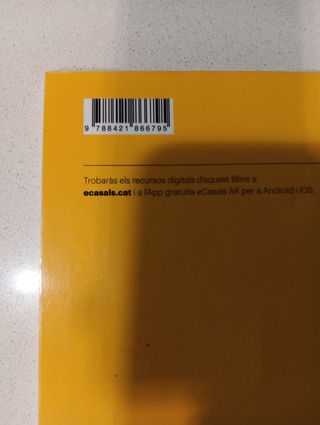 9 788421 866795
Trobaràs els recursos digitals d'aquest llibre a
ecasals.cat i a l'App gratuïta eCasals AR per a Android i iOS.